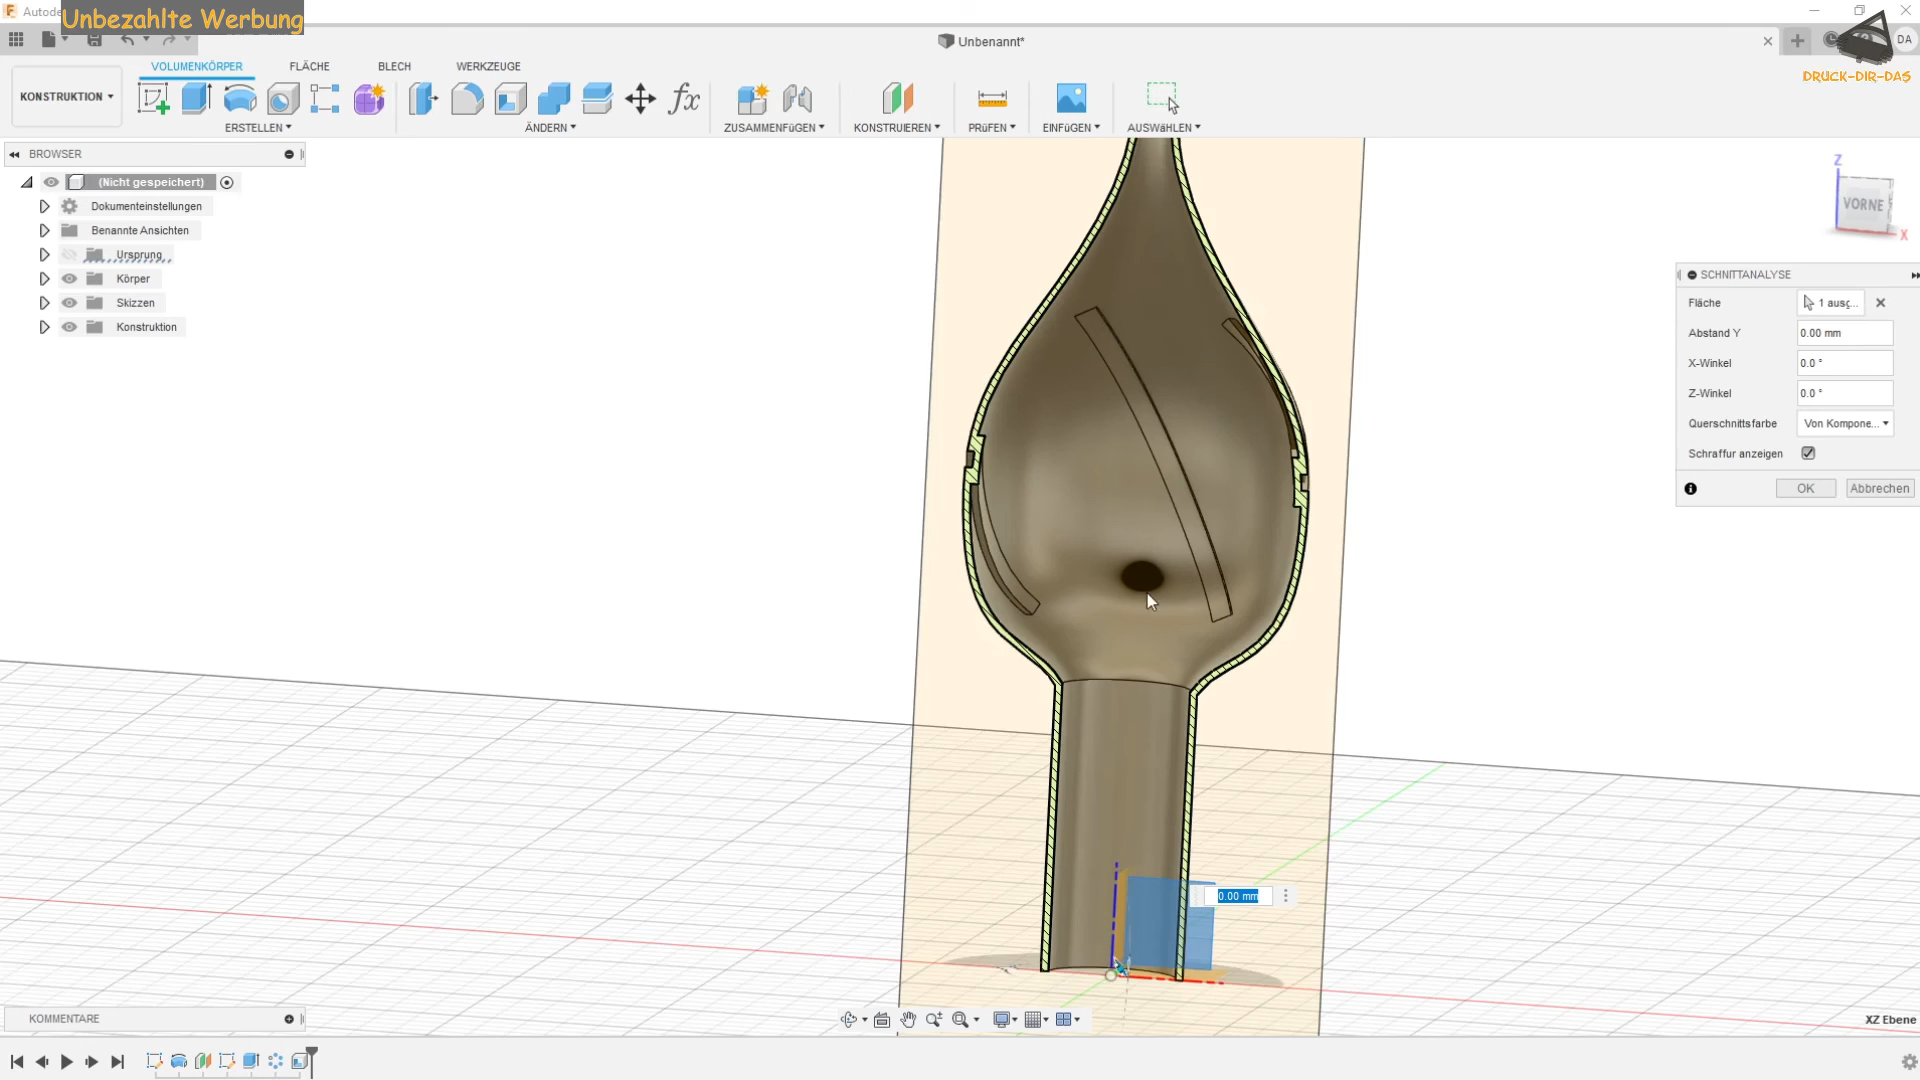 Autode
Unbezahlte Werbung
Unbenannt*
DA
DRUCK-DIR-DAS
KONSTRUKTION
VOLUMENKÖRPER
FLÄCHE
BLECH
WERKZEUGE
fx
ERSTELLEN
ÄNDERN
ZUSAMMENFÜGEN
KONSTRUIEREN
PRÜFEN
EINFÜGEN
AUSWÄHLEN
BROWSER
(Nicht gespeichert)
Dokumenteinstellungen
Benannte Ansichten
Ursprung
Körper
Skizzen
Konstruktion
Z
VORNE
X
SCHNITTANALYSE
Fläche
1 ausg...
Abstand Y
0.00 mm
X-Winkel
0.0 °
Z-Winkel
0.0 °
Querschnittsfarbe
Von Kompone...
Schraffur anzeigen
OK
Abbrechen
0.00 mm
KOMMENTARE
XZ Ebene